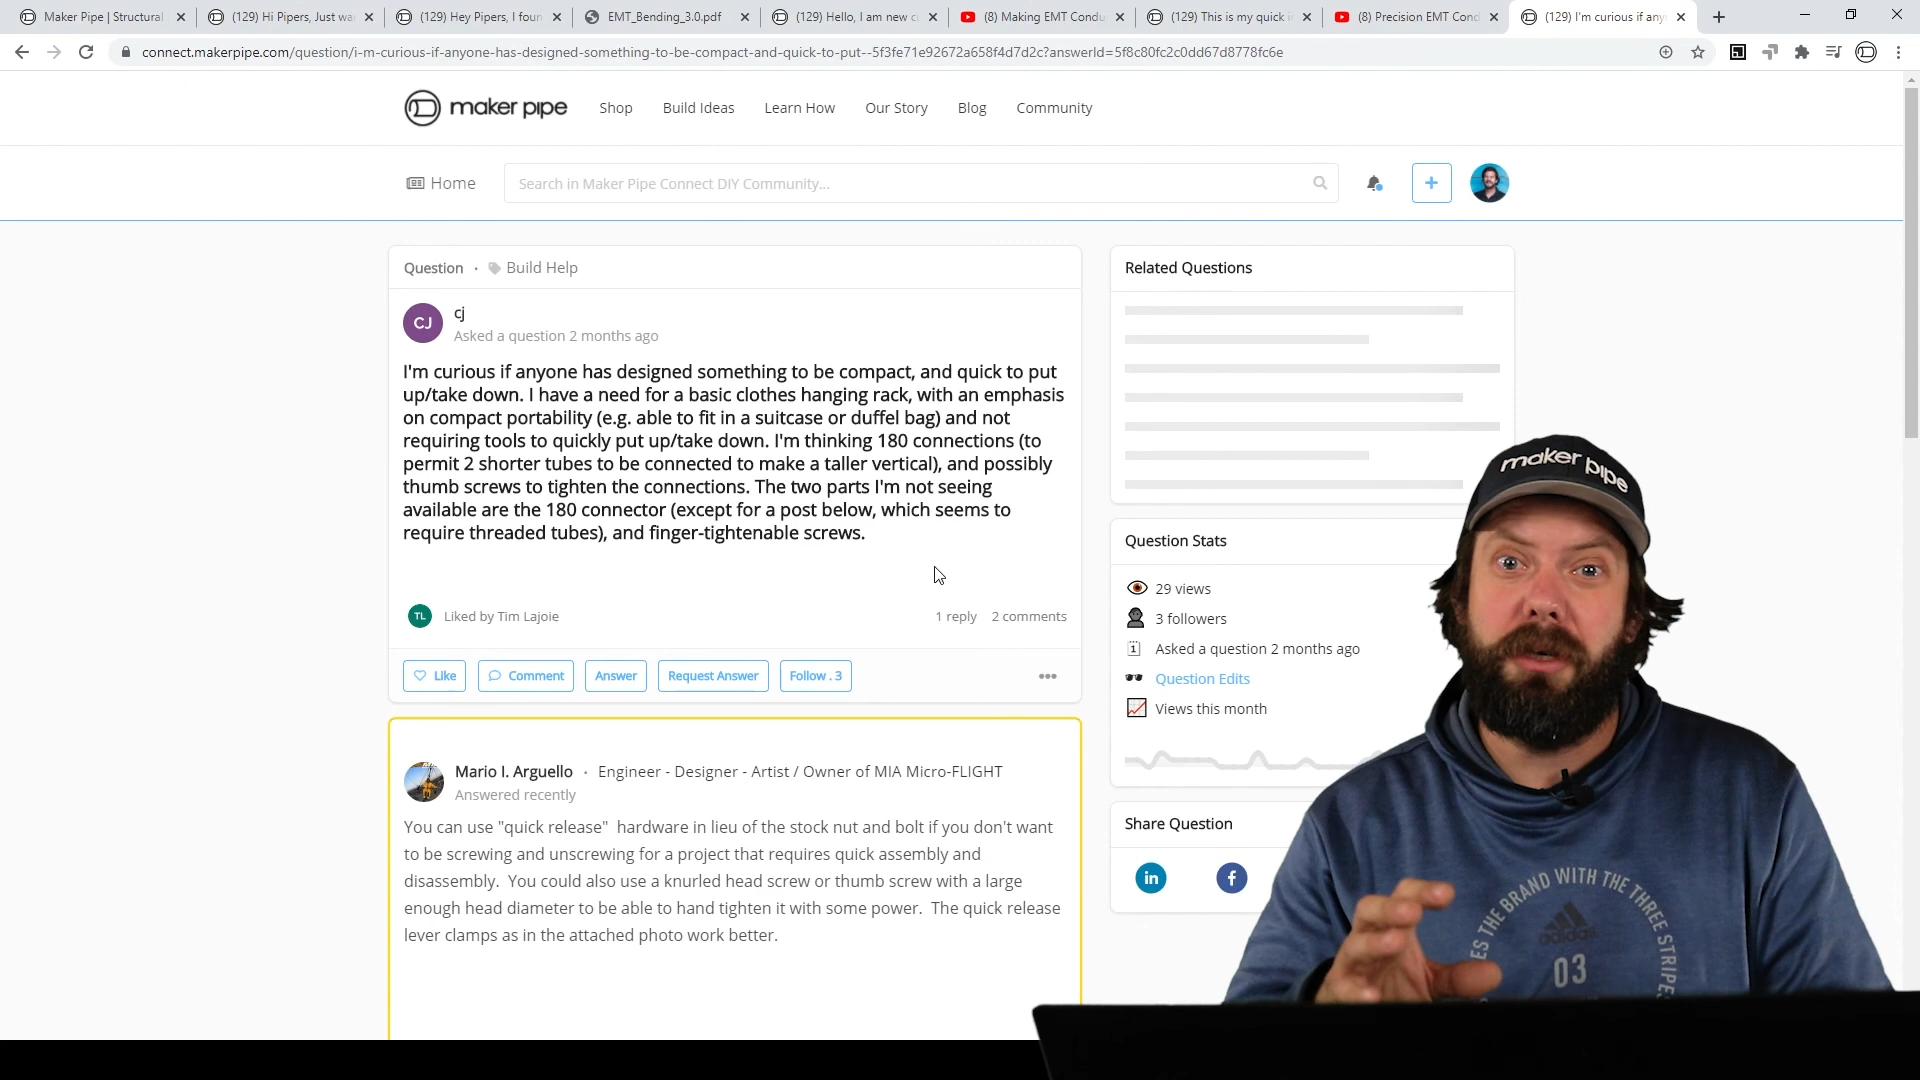 Maker Pipe | Structural
(129) Hi Pipers, Just wa
(129) Hey Pipers, I foun
EMT_Bending_3.0.pdf
(129) Hello, I am new c
(8) Making EMT Condu
(129) This is my quick i
(8) Precision EMT Cond
(129) I'm curious if any
connect.makerpipe.com/question/i-m-curious-if-anyone-has-designed-something-to-be-compact-and-quick-to-put--5f3fe71e92672a658f4d7d2c?answerId=5f8c80fc2c0dd67d8778fc6e
maker pipe
Shop
Build Ideas
Learn How
Our Story
Blog
Community
Home
Search in Maker Pipe Connect DIY Community...
Question · Build Help
CJ
cj
Asked a question 2 months ago
I'm curious if anyone has designed something to be compact, and quick to put
up/take down. I have a need for a basic clothes hanging rack, with an emphasis
on compact portability (e.g. able to fit in a suitcase or duffel bag) and not
requiring tools to quickly put up/take down. I'm thinking 180 connections (to
permit 2 shorter tubes to be connected to make a taller vertical), and possibly
thumb screws to tighten the connections. The two parts I'm not seeing
available are the 180 connector (except for a post below, which seems to
require threaded tubes), and finger-tightenable screws.
TL
Liked by Tim Lajoie
1 reply
2 comments
Like
Comment
Answer
Request Answer
Follow . 3
Mario I. Arguello · Engineer - Designer - Artist / Owner of MIA Micro-FLIGHT
Answered recently
You can use "quick release" hardware in lieu of the stock nut and bolt if you don't want
to be screwing and unscrewing for a project that requires quick assembly and
disassembly. You could also use a knurled head screw or thumb screw with a large
enough head diameter to be able to hand tighten it with some power. The quick release
lever clamps as in the attached photo work better.
Related Questions
Question Stats
29 views
3 followers
1
Asked a question 2 months ago
Question Edits
Views this month
Share Question
in
f
maker pipe
THE BRAND WITH THE THREE STRIPES
adidas
03